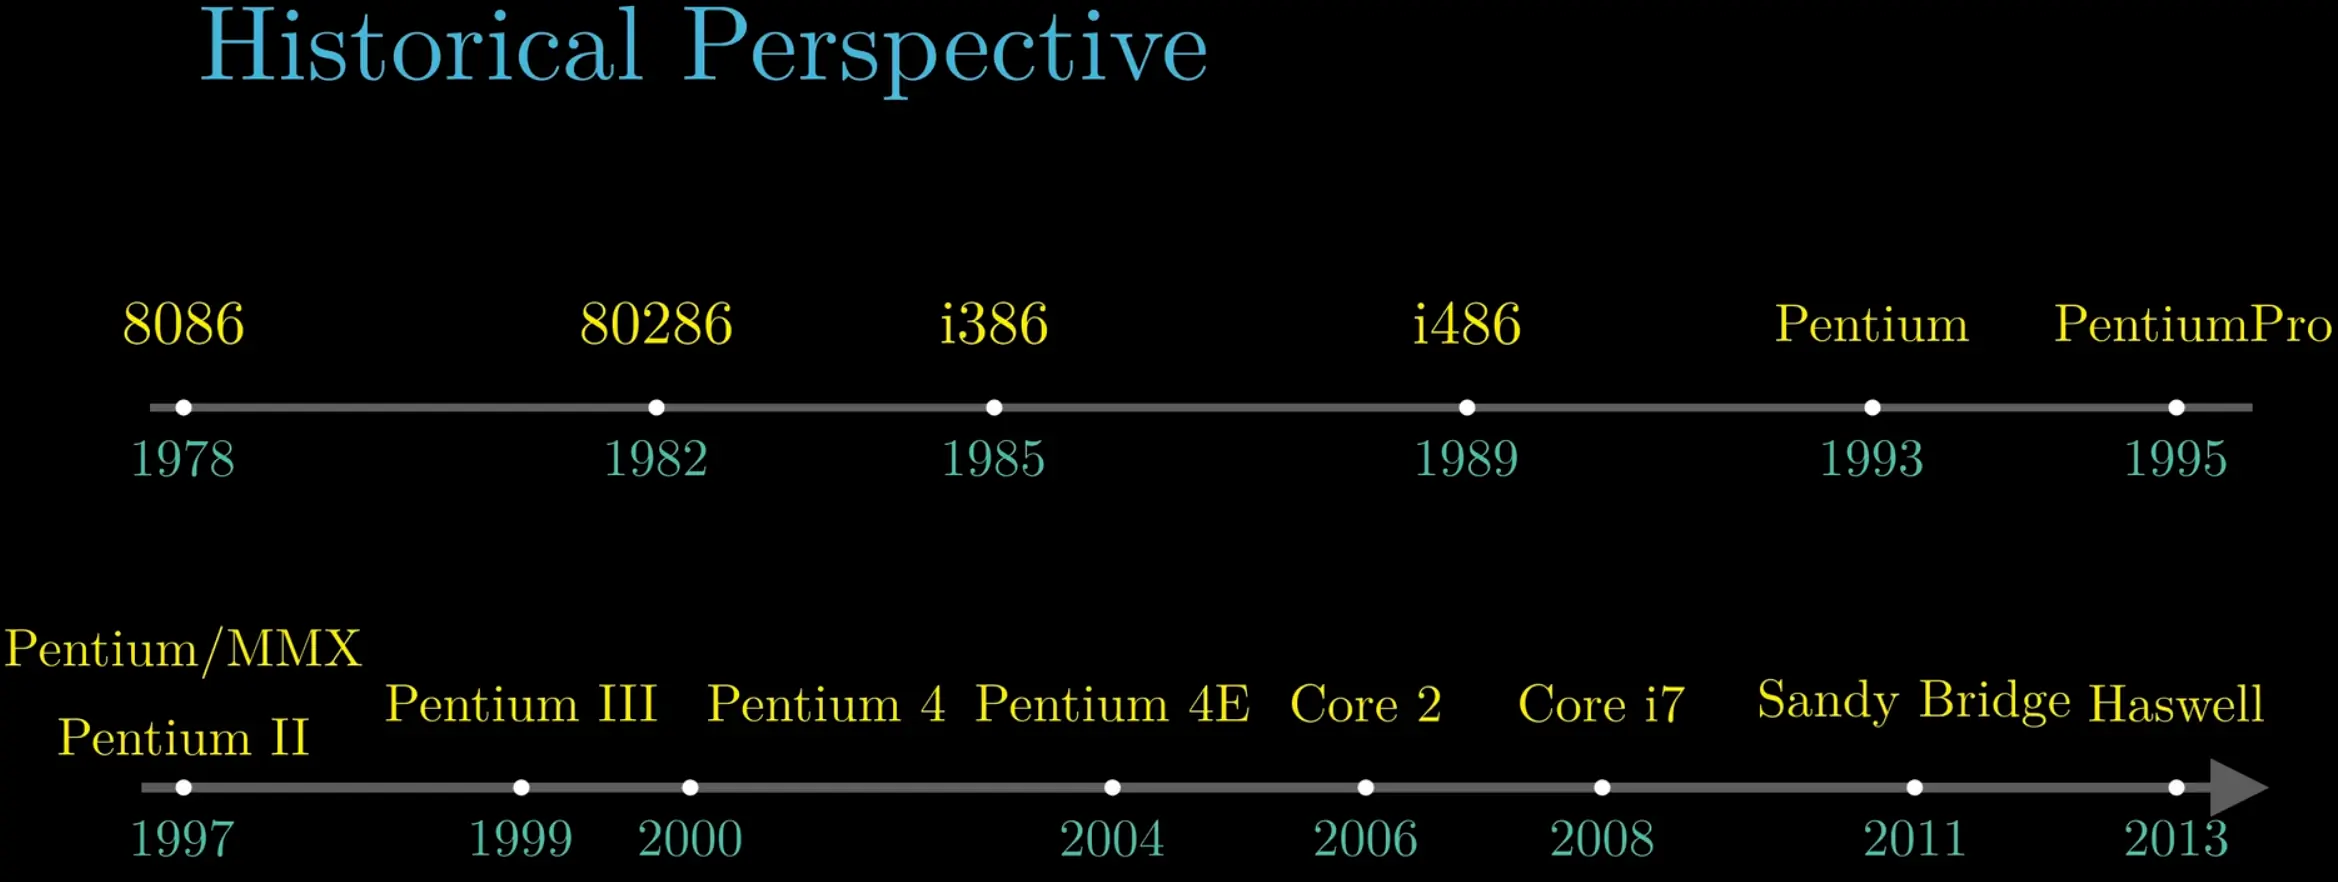 Historical Perspective
8086 80286 i386 i486 Pentium PentiumPro
1978 1982 1985 1989 1993 1995
Pentium/MMX
Pentium II Pentium III Pentium 4 Pentium 4E Core 2 Core i7 Sandy Bridge Haswell
1997 1999 2000 2004 2006 2008 2011 2013